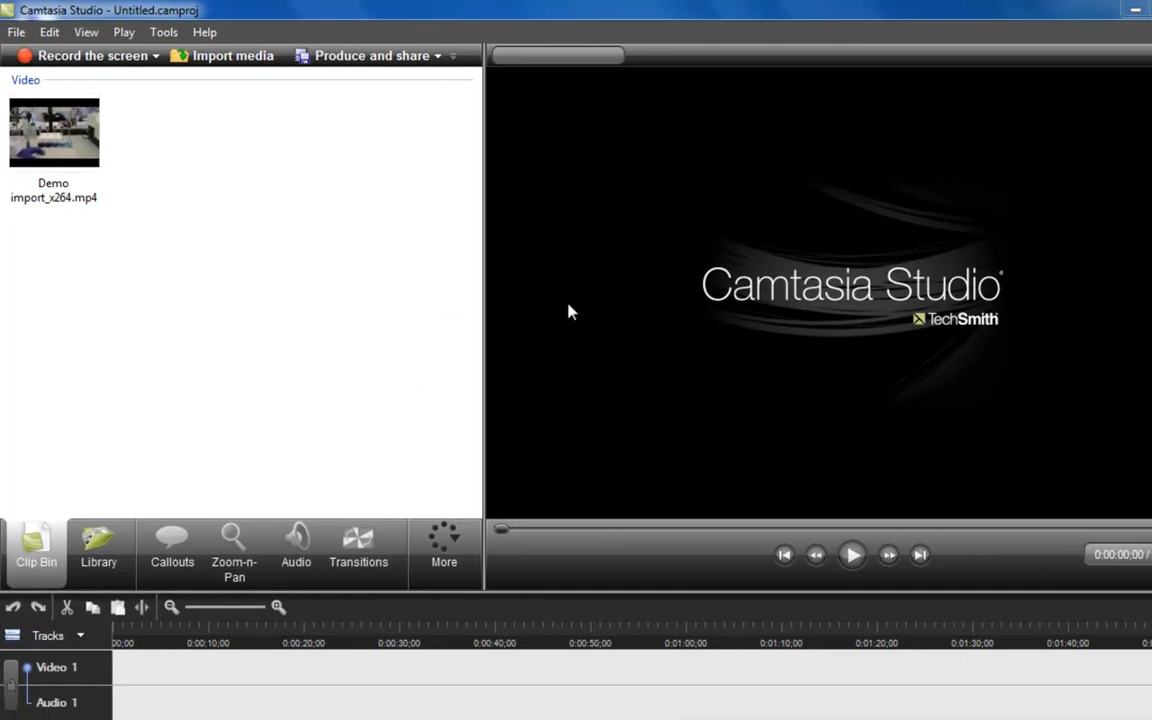 Camtasia Studio - Untitled.camproj
File Edit View Play Tools Help
Record the screen Import media Produce and share
Video
Demo
import_x264.mp4
Camtasia Studio
TechSmith
Clip Bin Library Callouts Zoom-n-Pan Audio Transitions More
0:00:00;00 /
Tracks
00;00 0:00:10;00 0:00:20;00 0:00:30;00 0:00:40;00 0:00:50;00 0:01:00;00 0:01:10;00 0:01:20;00 0:01:30;00 0:01:40;00
Video 1
Audio 1